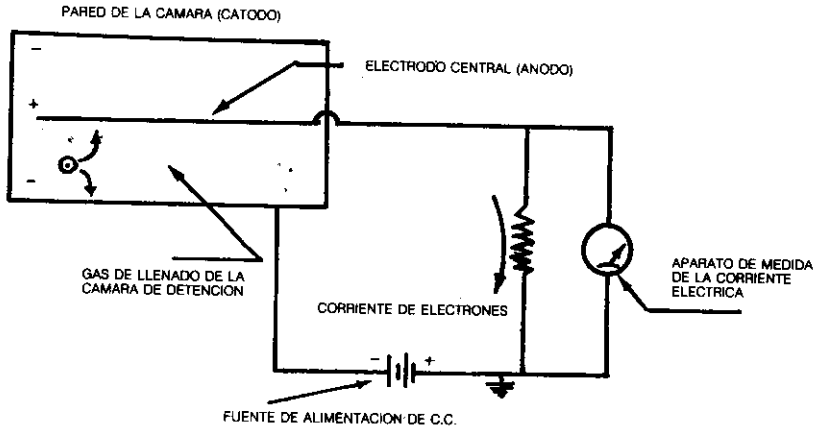 PARED DE LA CAMARA (CATODO)
ELECTRODO CENTRAL (ANODO)
−
+
−
GAS DE LLENADO DE LA
CAMARA DE DETENCION
CORRIENTE DE ELECTRONES
APARATO DE MEDIDA
DE LA CORRIENTE
ELECTRICA
− +
FUENTE DE ALIMENTACION DE C.C.